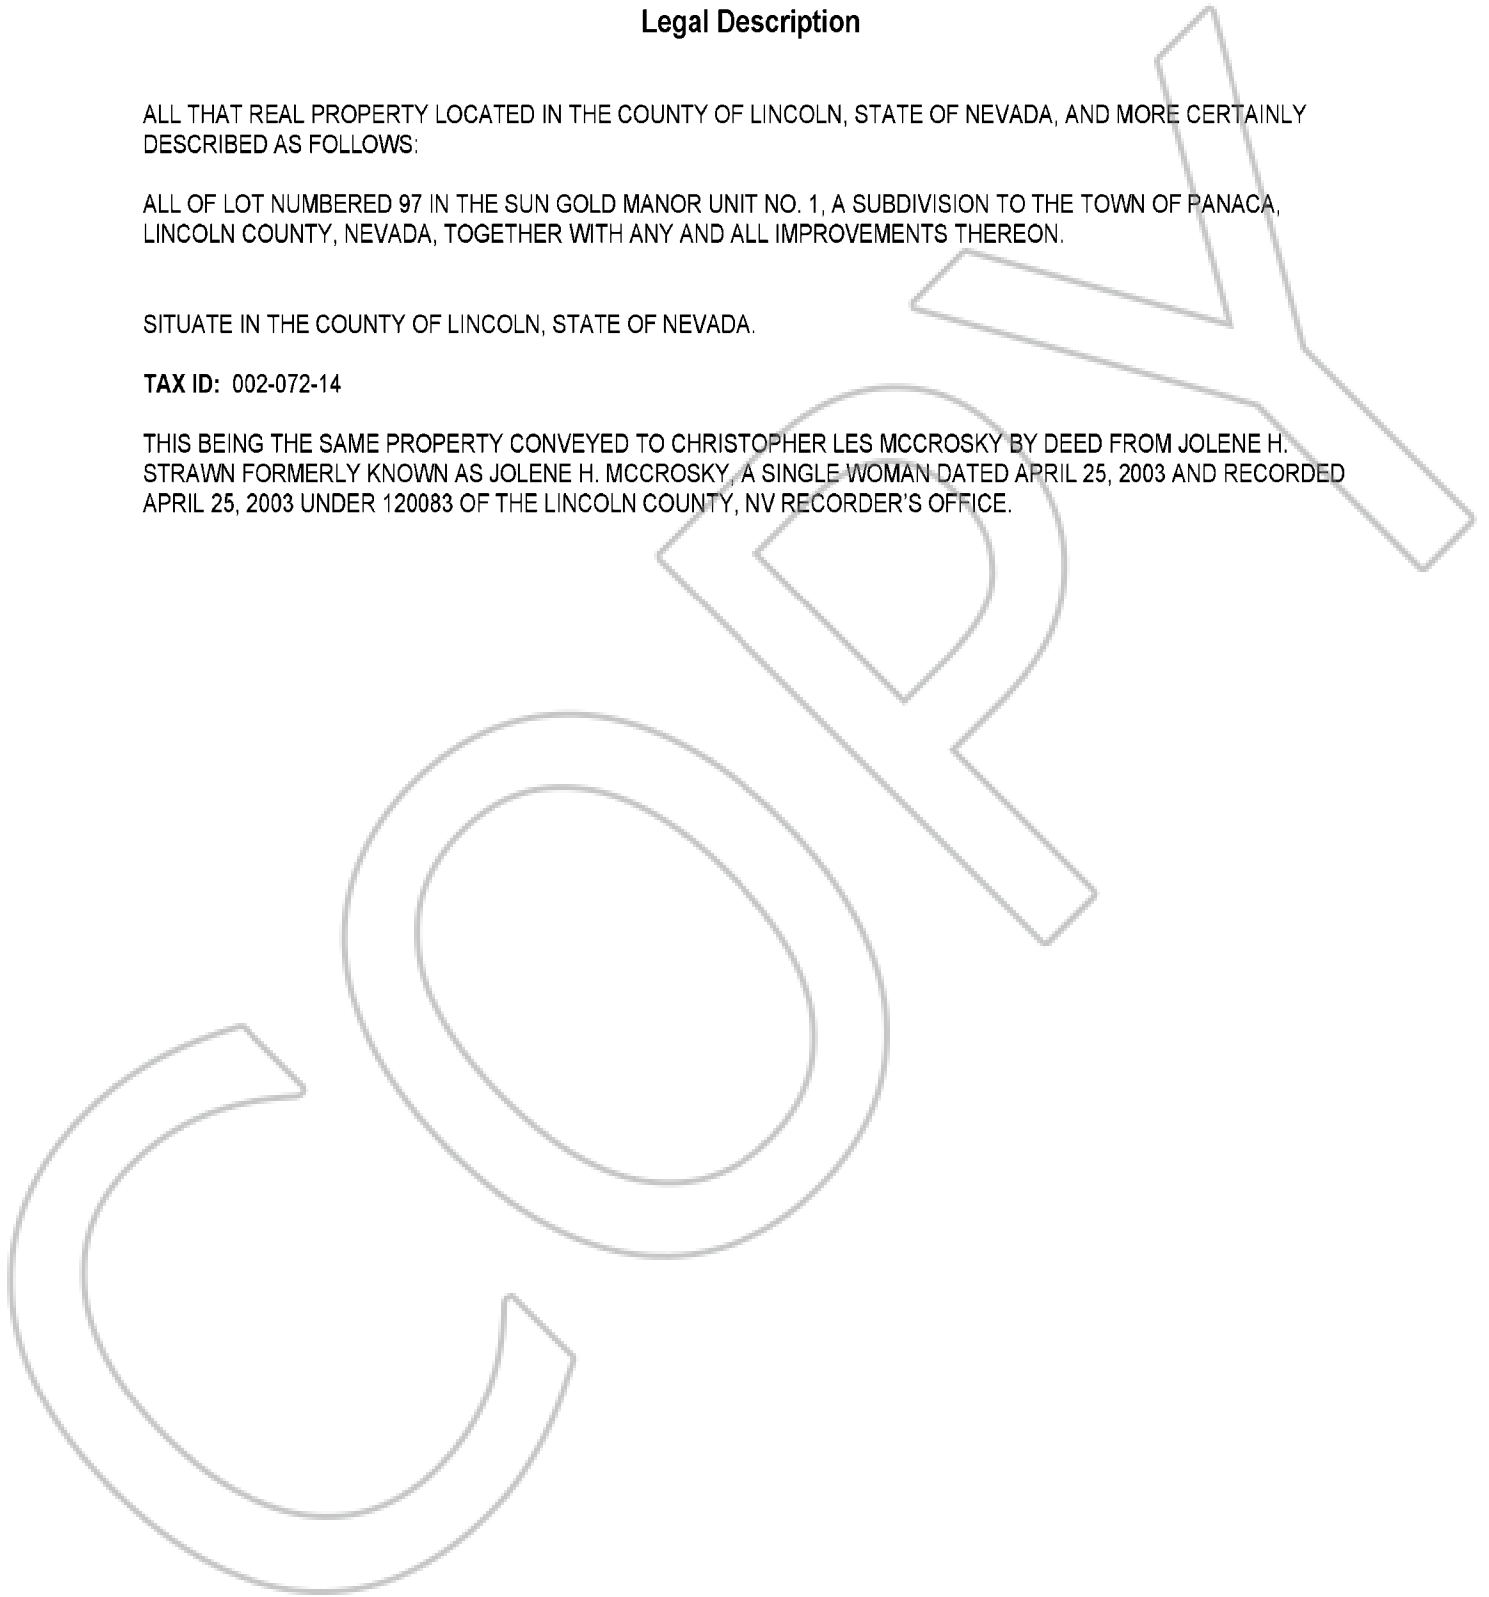 Legal Description
ALL THAT REAL PROPERTY LOCATED IN THE COUNTY OF LINCOLN, STATE OF NEVADA, AND MORE CERTAINLY
DESCRIBED AS FOLLOWS:
ALL OF LOT NUMBERED 97 IN THE SUN GOLD MANOR UNIT NO. 1, A SUBDIVISION TO THE TOWN OF PANACA,
LINCOLN COUNTY, NEVADA, TOGETHER WITH ANY AND ALL IMPROVEMENTS THEREON.
SITUATE IN THE COUNTY OF LINCOLN, STATE OF NEVADA.
TAX ID: 002-072-14
THIS BEING THE SAME PROPERTY CONVEYED TO CHRISTOPHER LES MCCROSKY BY DEED FROM JOLENE H.
STRAWN FORMERLY KNOWN AS JOLENE H. MCCROSKY, A SINGLE WOMAN DATED APRIL 25, 2003 AND RECORDED
APRIL 25, 2003 UNDER 120083 OF THE LINCOLN COUNTY, NV RECORDER'S OFFICE.
COPY